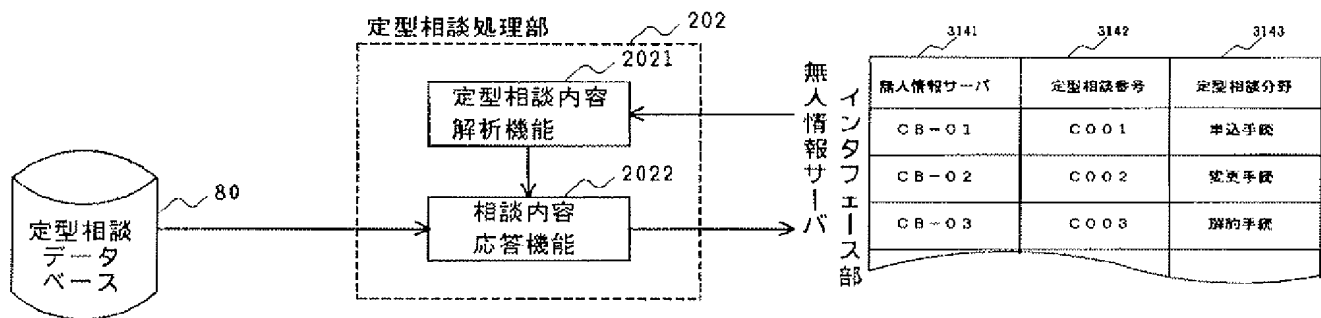 定型相談処理部
202
2021
定型相談内容
解析機能
2022
相談内容
応答機能
80
定型相談
データ
ベース
無人情報サーバ
インタフェース部
3141 3142 3143
無人情報サーバ 定型相談番号 定型相談分野
CB-01 C001 申込手続
CB-02 C002 変更手続
CB-03 C003 解約手続